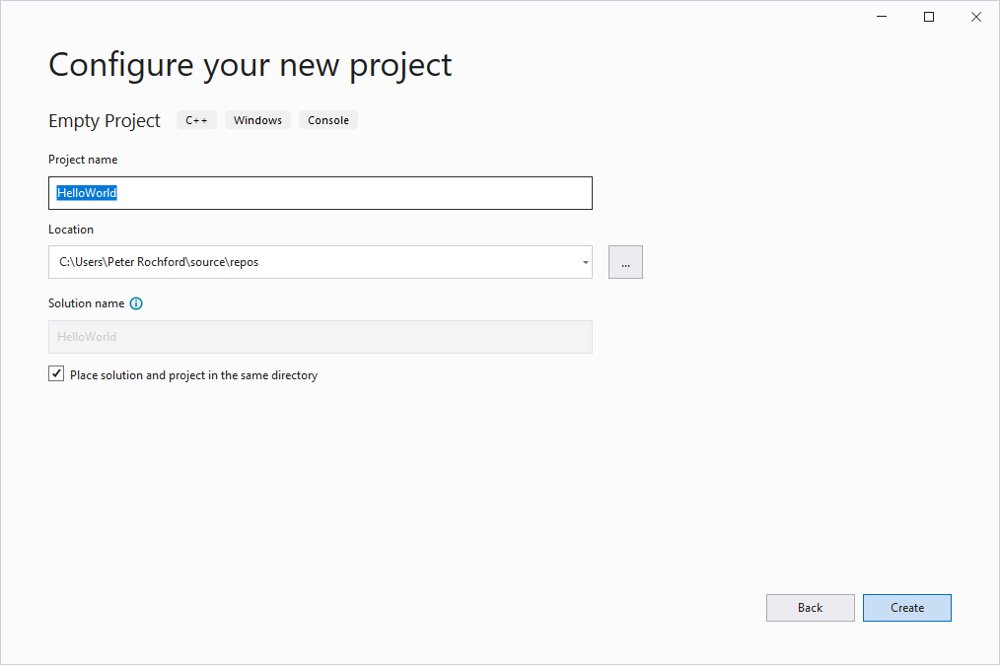 Configure your new project
Empty Project C++ Windows Console
Project name
HelloWorld
Location
C:\Users\Peter Rochford\source\repos
...
Solution name
HelloWorld
Place solution and project in the same directory
Back Create